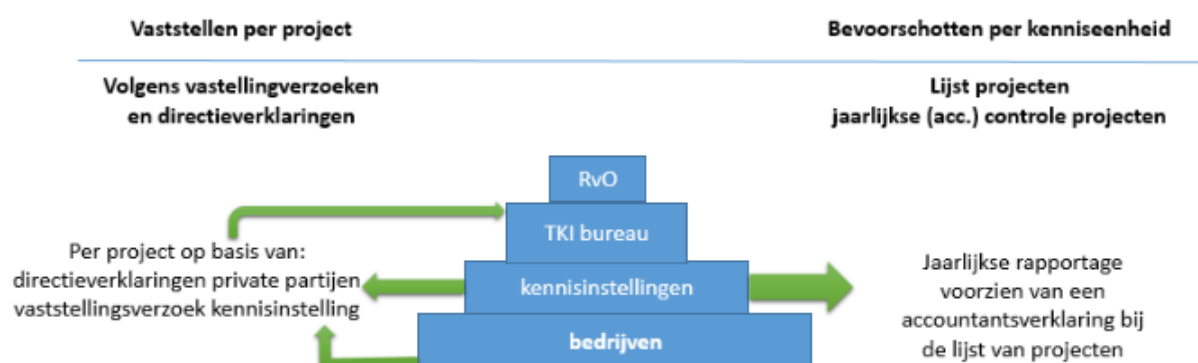 Vaststellen per project
Bevoorschotten per kenniseenheid
Volgens vastellingverzoeken
en directieverklaringen
Lijst projecten
jaarlijkse (acc.) controle projecten
RvO
TKI bureau
kennisinstellingen
bedrijven
Per project op basis van:
directieverklaringen private partijen
vaststellingsverzoek kennisinstelling
Jaarlijkse rapportage
voorzien van een
accountantsverklaring bij
de lijst van projecten